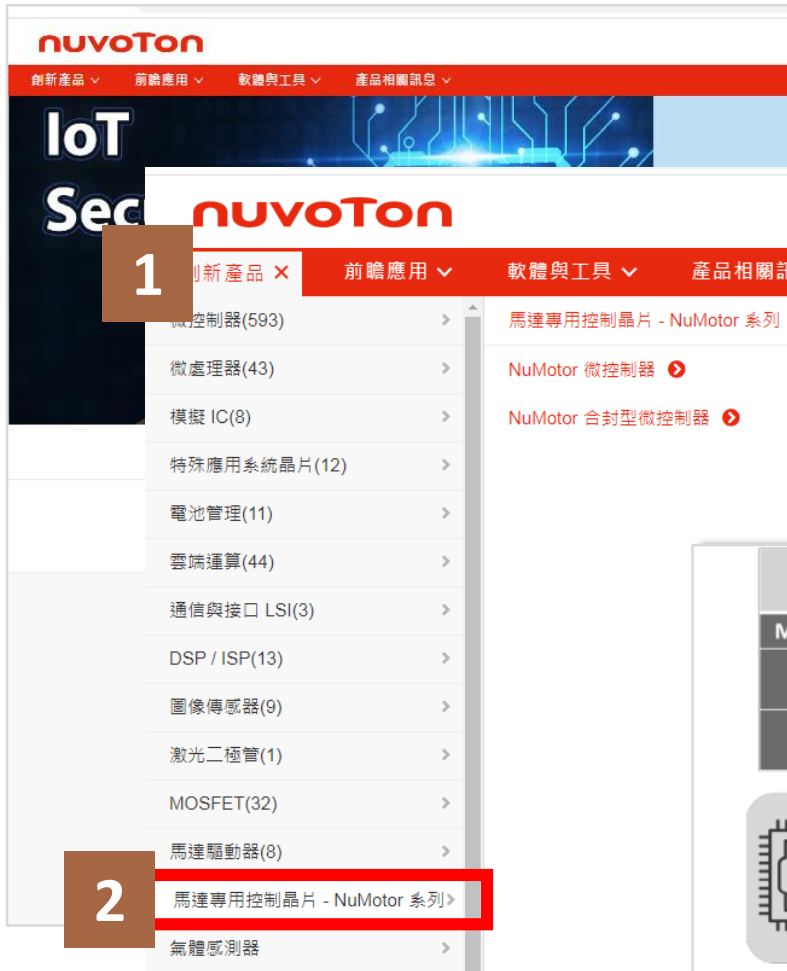 nuvoTon
創新產品 前瞻應用 軟體與工具 產品相關訊息
IoT
Sec
nuvoTon
1
創新產品 前瞻應用 軟體與工具 產品相關訊
微控制器(593)
微處理器(43)
模擬 IC(8)
特殊應用系統晶片(12)
電池管理(11)
雲端運算(44)
通信與接口 LSI(3)
DSP / ISP(13)
圖像傳感器(9)
激光二極管(1)
MOSFET(32)
馬達驅動器(8)
2
馬達專用控制晶片 - NuMotor 系列
氣體感測器
馬達專用控制晶片 - NuMotor 系列
NuMotor 微控制器
NuMotor 合封型微控制器
M